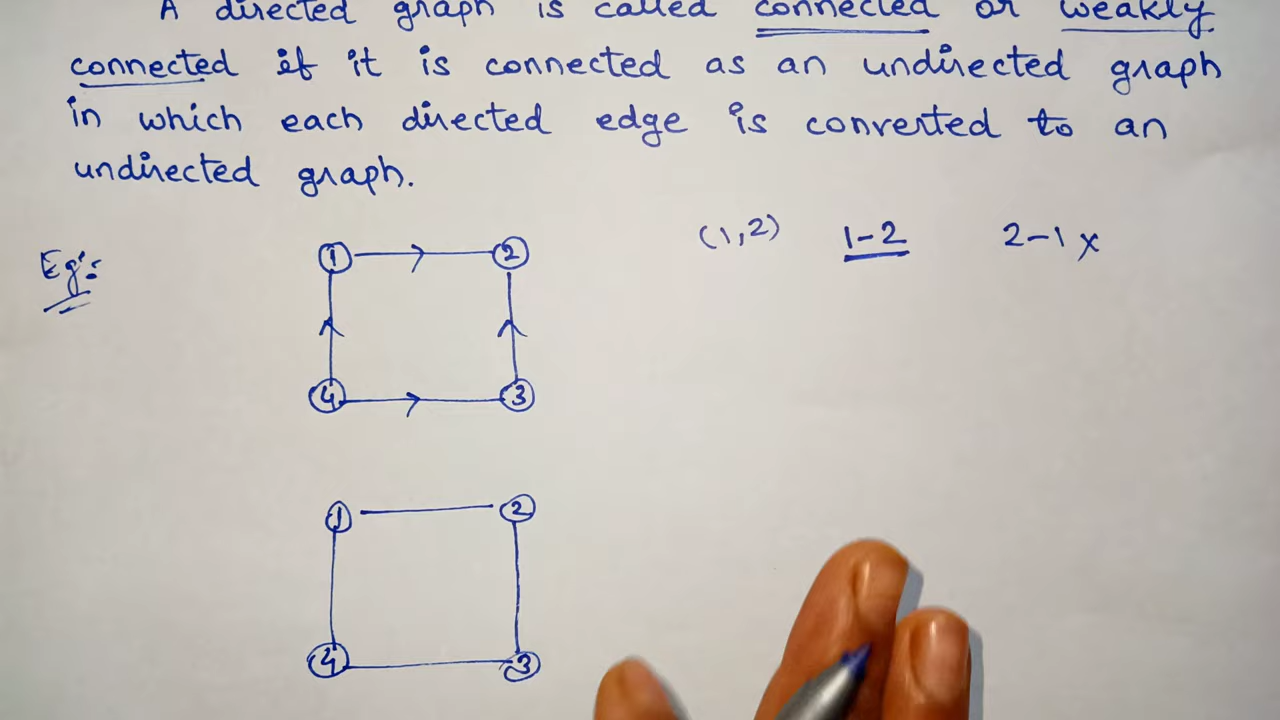 A directed graph is called connected or weakly
connected if it is connected as an undirected graph
in which each directed edge is converted to an
undirected graph.
Eg:
(1,2) 1-2 2-1 x
1 2
4 3
1 2
4 3